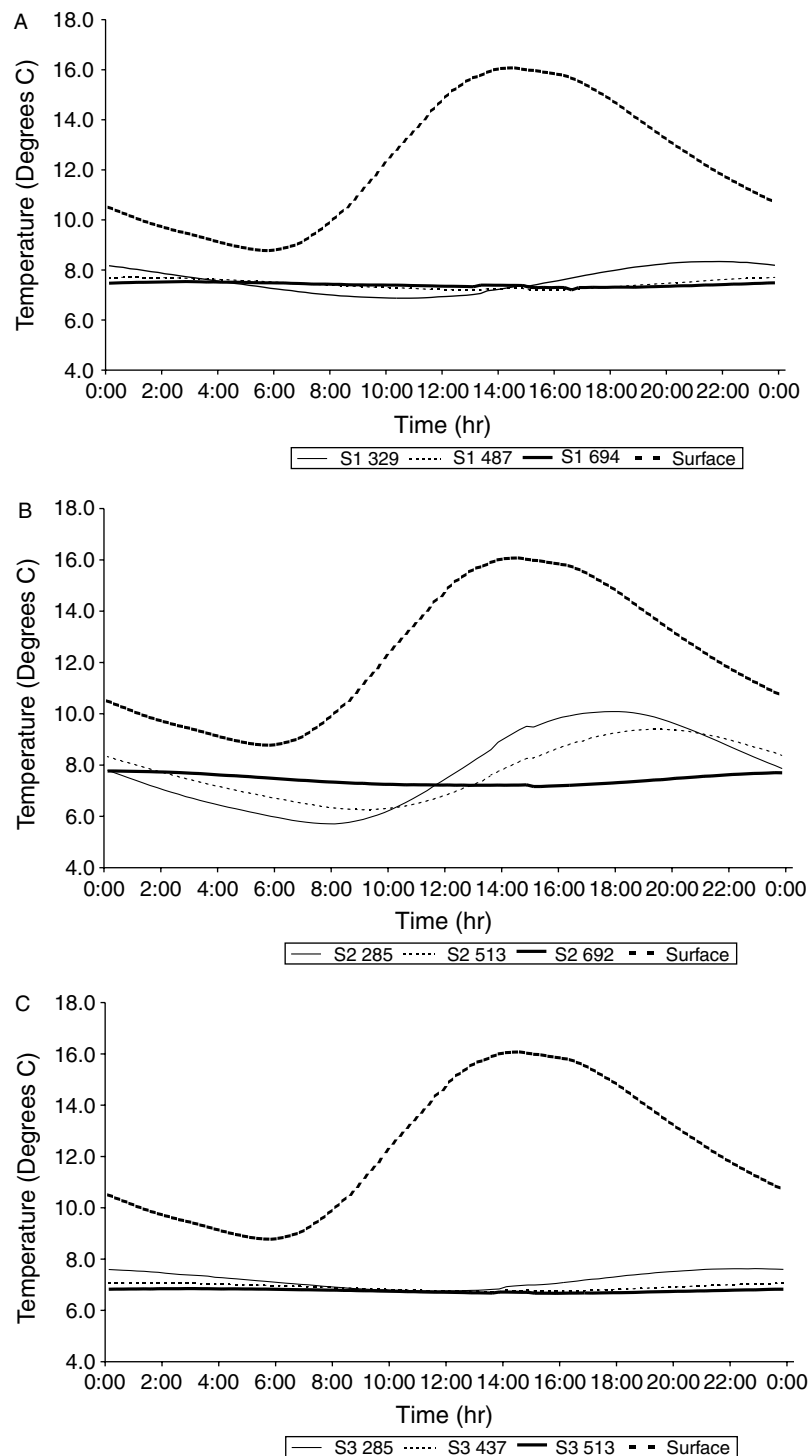 A
18.0
16.0
14.0
12.0
10.0
8.0
6.0
4.0
Temperature (Degrees C)
0:00 2:00 4:00 6:00 8:00 10:00 12:00 14:00 16:00 18:00 20:00 22:00 0:00
Time (hr)
S1 329 S1 487 S1 694 Surface
B
18.0
16.0
14.0
12.0
10.0
8.0
6.0
4.0
Temperature (Degrees C)
0:00 2:00 4:00 6:00 8:00 10:00 12:00 14:00 16:00 18:00 20:00 22:00 0:00
Time (hr)
S2 285 S2 513 S2 692 Surface
C
18.0
16.0
14.0
12.0
10.0
8.0
6.0
4.0
Temperature (Degrees C)
0:00 2:00 4:00 6:00 8:00 10:00 12:00 14:00 16:00 18:00 20:00 22:00 0:00
Time (hr)
S3 285 S3 437 S3 513 Surface